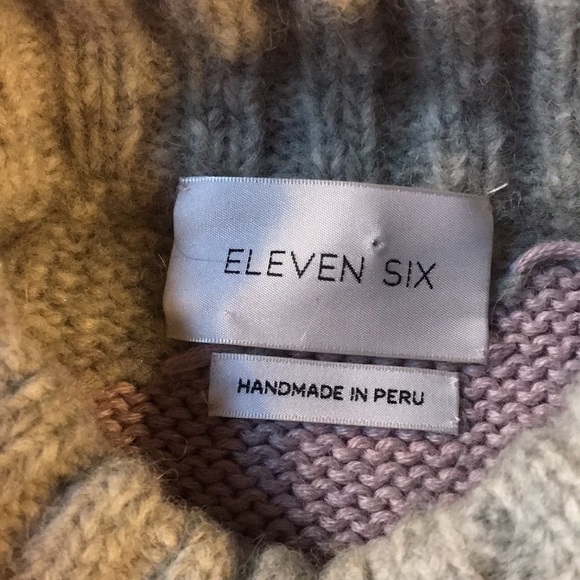 ELEVEN SIX
HANDMADE IN PERU